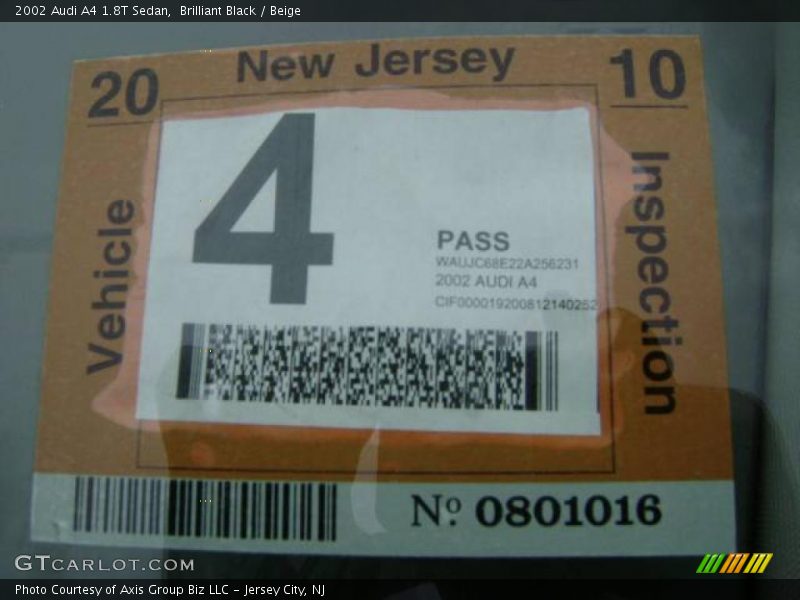 2002 Audi A4 1.8T Sedan, Brilliant Black / Beige
20 New Jersey 10
4
Vehicle
Inspection
PASS
WAUJC68E22A256231
2002 AUDI A4
CIF000019200812140252
Nº 0801016
GTCARLOT.COM
Photo Courtesy of Axis Group Biz LLC - Jersey City, NJ